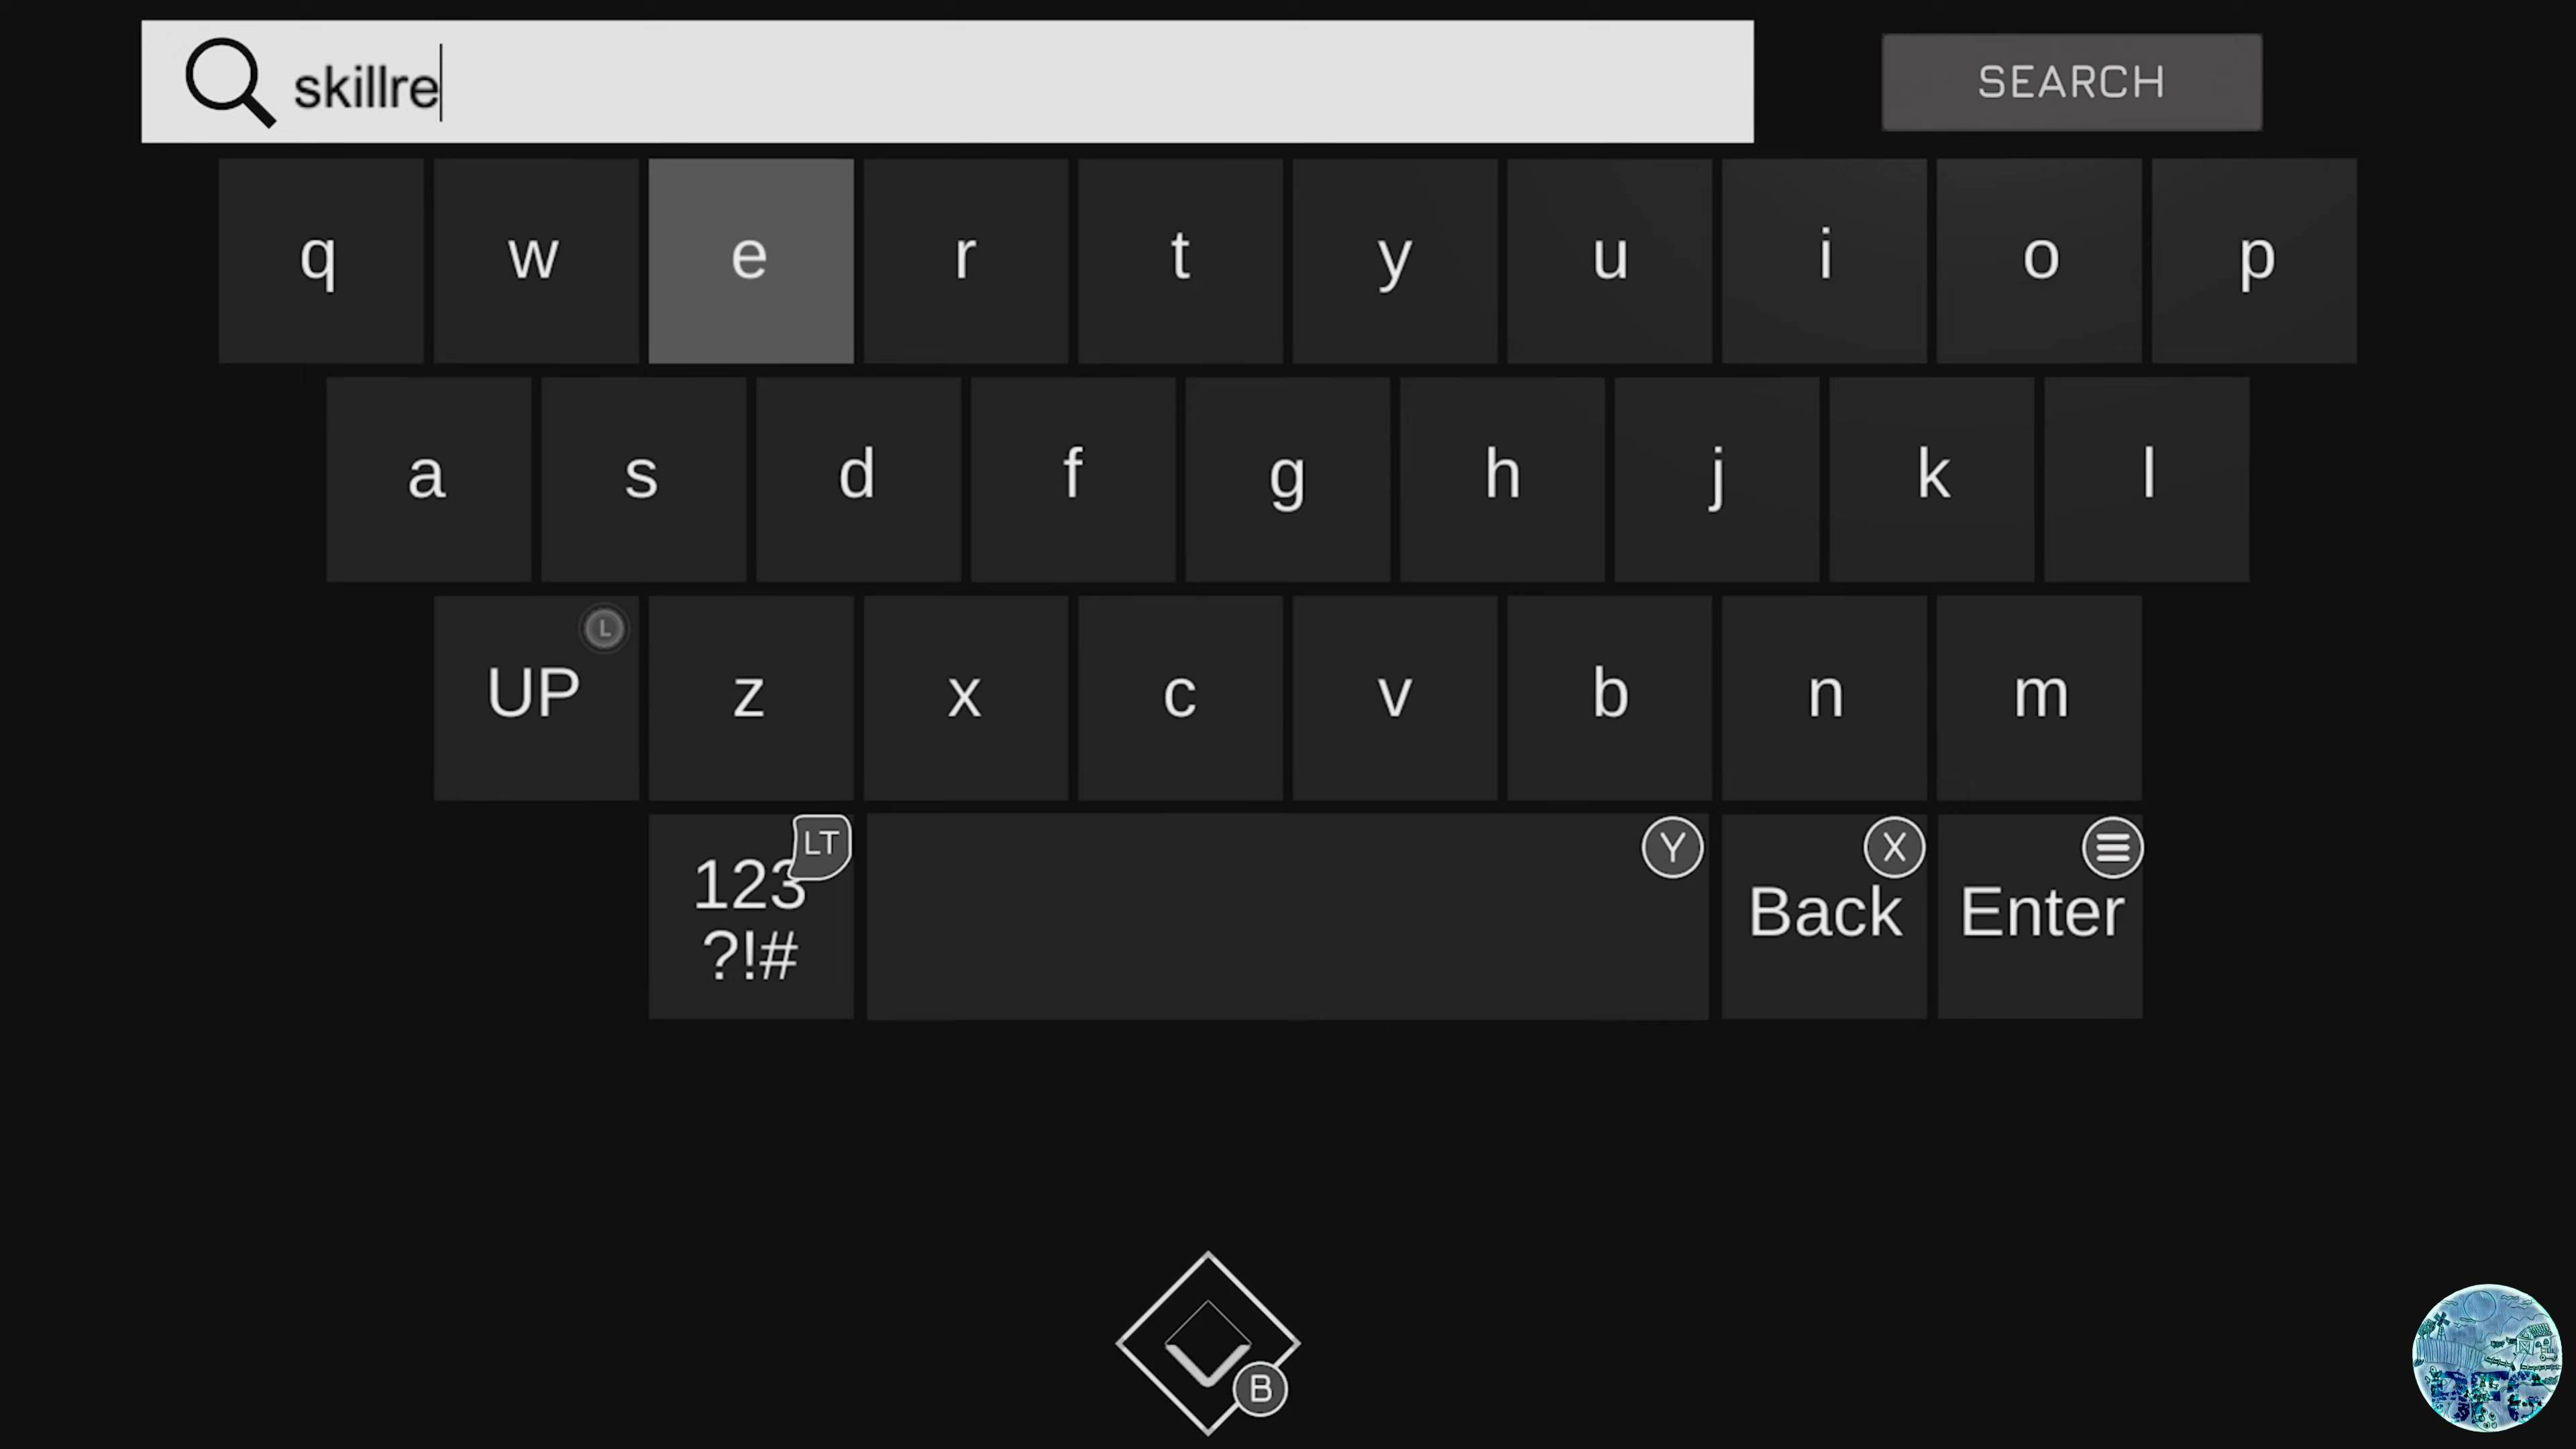 skillre
SEARCH
q w e r t y u i o p
a s d f g h j k l
L
UP z x c v b n m
LT Y X
123
?!#
Back Enter
B